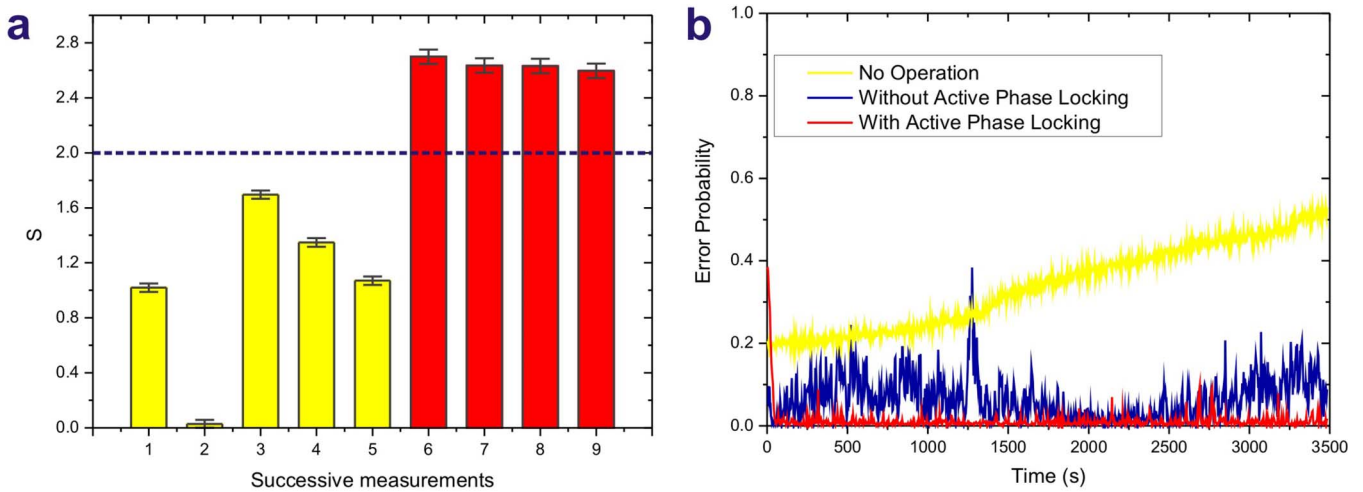 a
2.8
2.4
2.0
1.6
1.2
0.8
0.4
0.0
S
1 2 3 4 5 6 7 8 9
Successive measurements
b
1.0
0.8
0.6
0.4
0.2
0.0
Error Probability
No Operation
Without Active Phase Locking
With Active Phase Locking
0 500 1000 1500 2000 2500 3000 3500
Time (s)